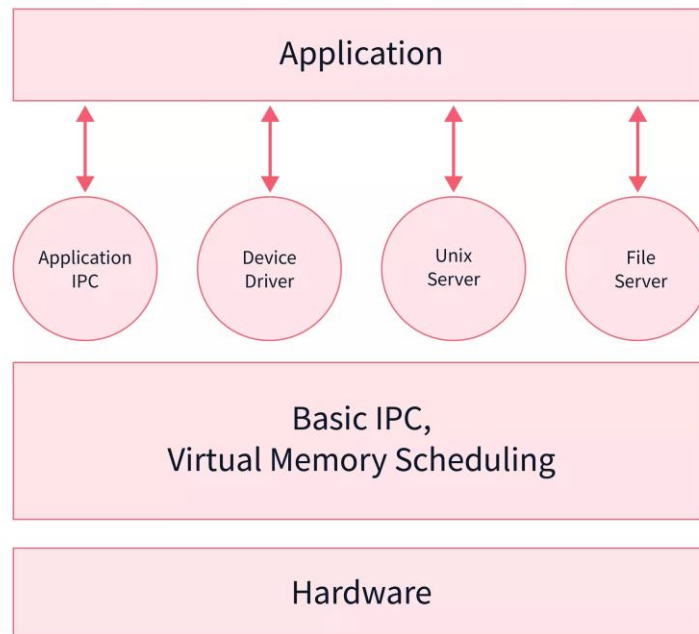 Application
Application
IPC
Device
Driver
Unix
Server
File
Server
Basic IPC,
Virtual Memory Scheduling
Hardware